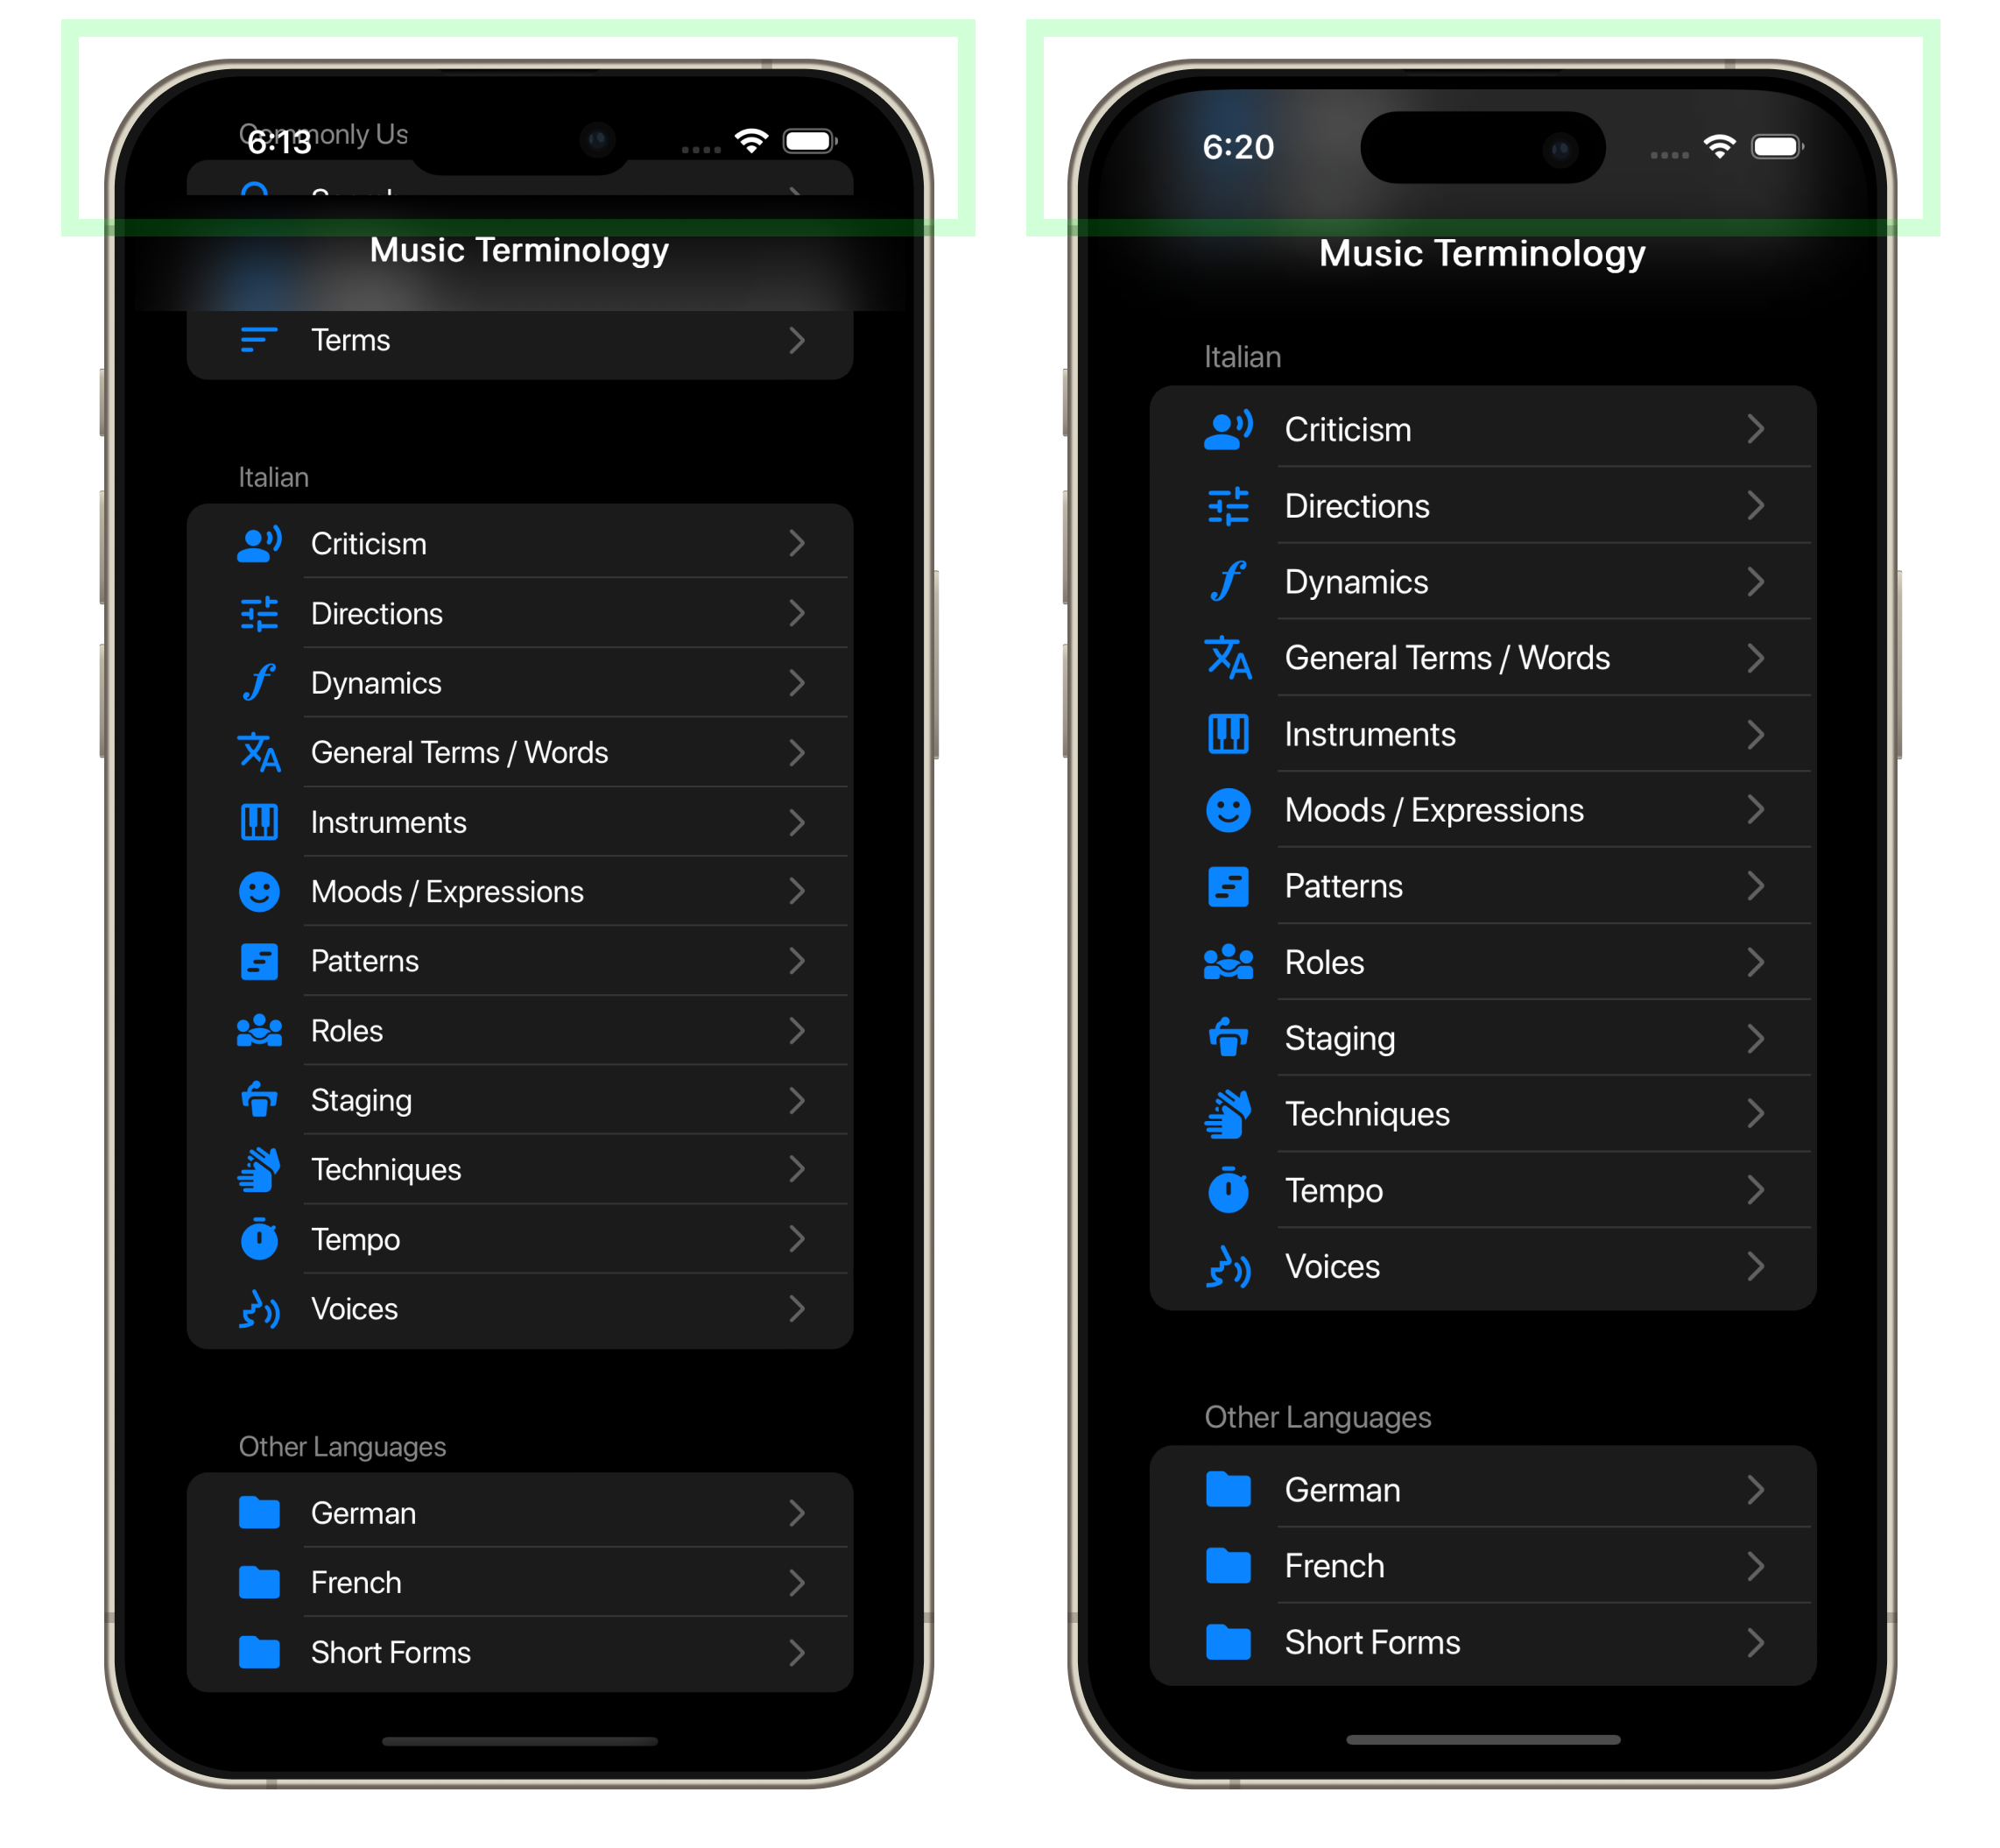 Commonly Us
6:13
Music Terminology
Terms
Italian
Criticism
Directions
Dynamics
General Terms / Words
Instruments
Moods / Expressions
Patterns
Roles
Staging
Techniques
Tempo
Voices
Other Languages
German
French
Short Forms
6:20
Music Terminology
Italian
Criticism
Directions
Dynamics
General Terms / Words
Instruments
Moods / Expressions
Patterns
Roles
Staging
Techniques
Tempo
Voices
Other Languages
German
French
Short Forms